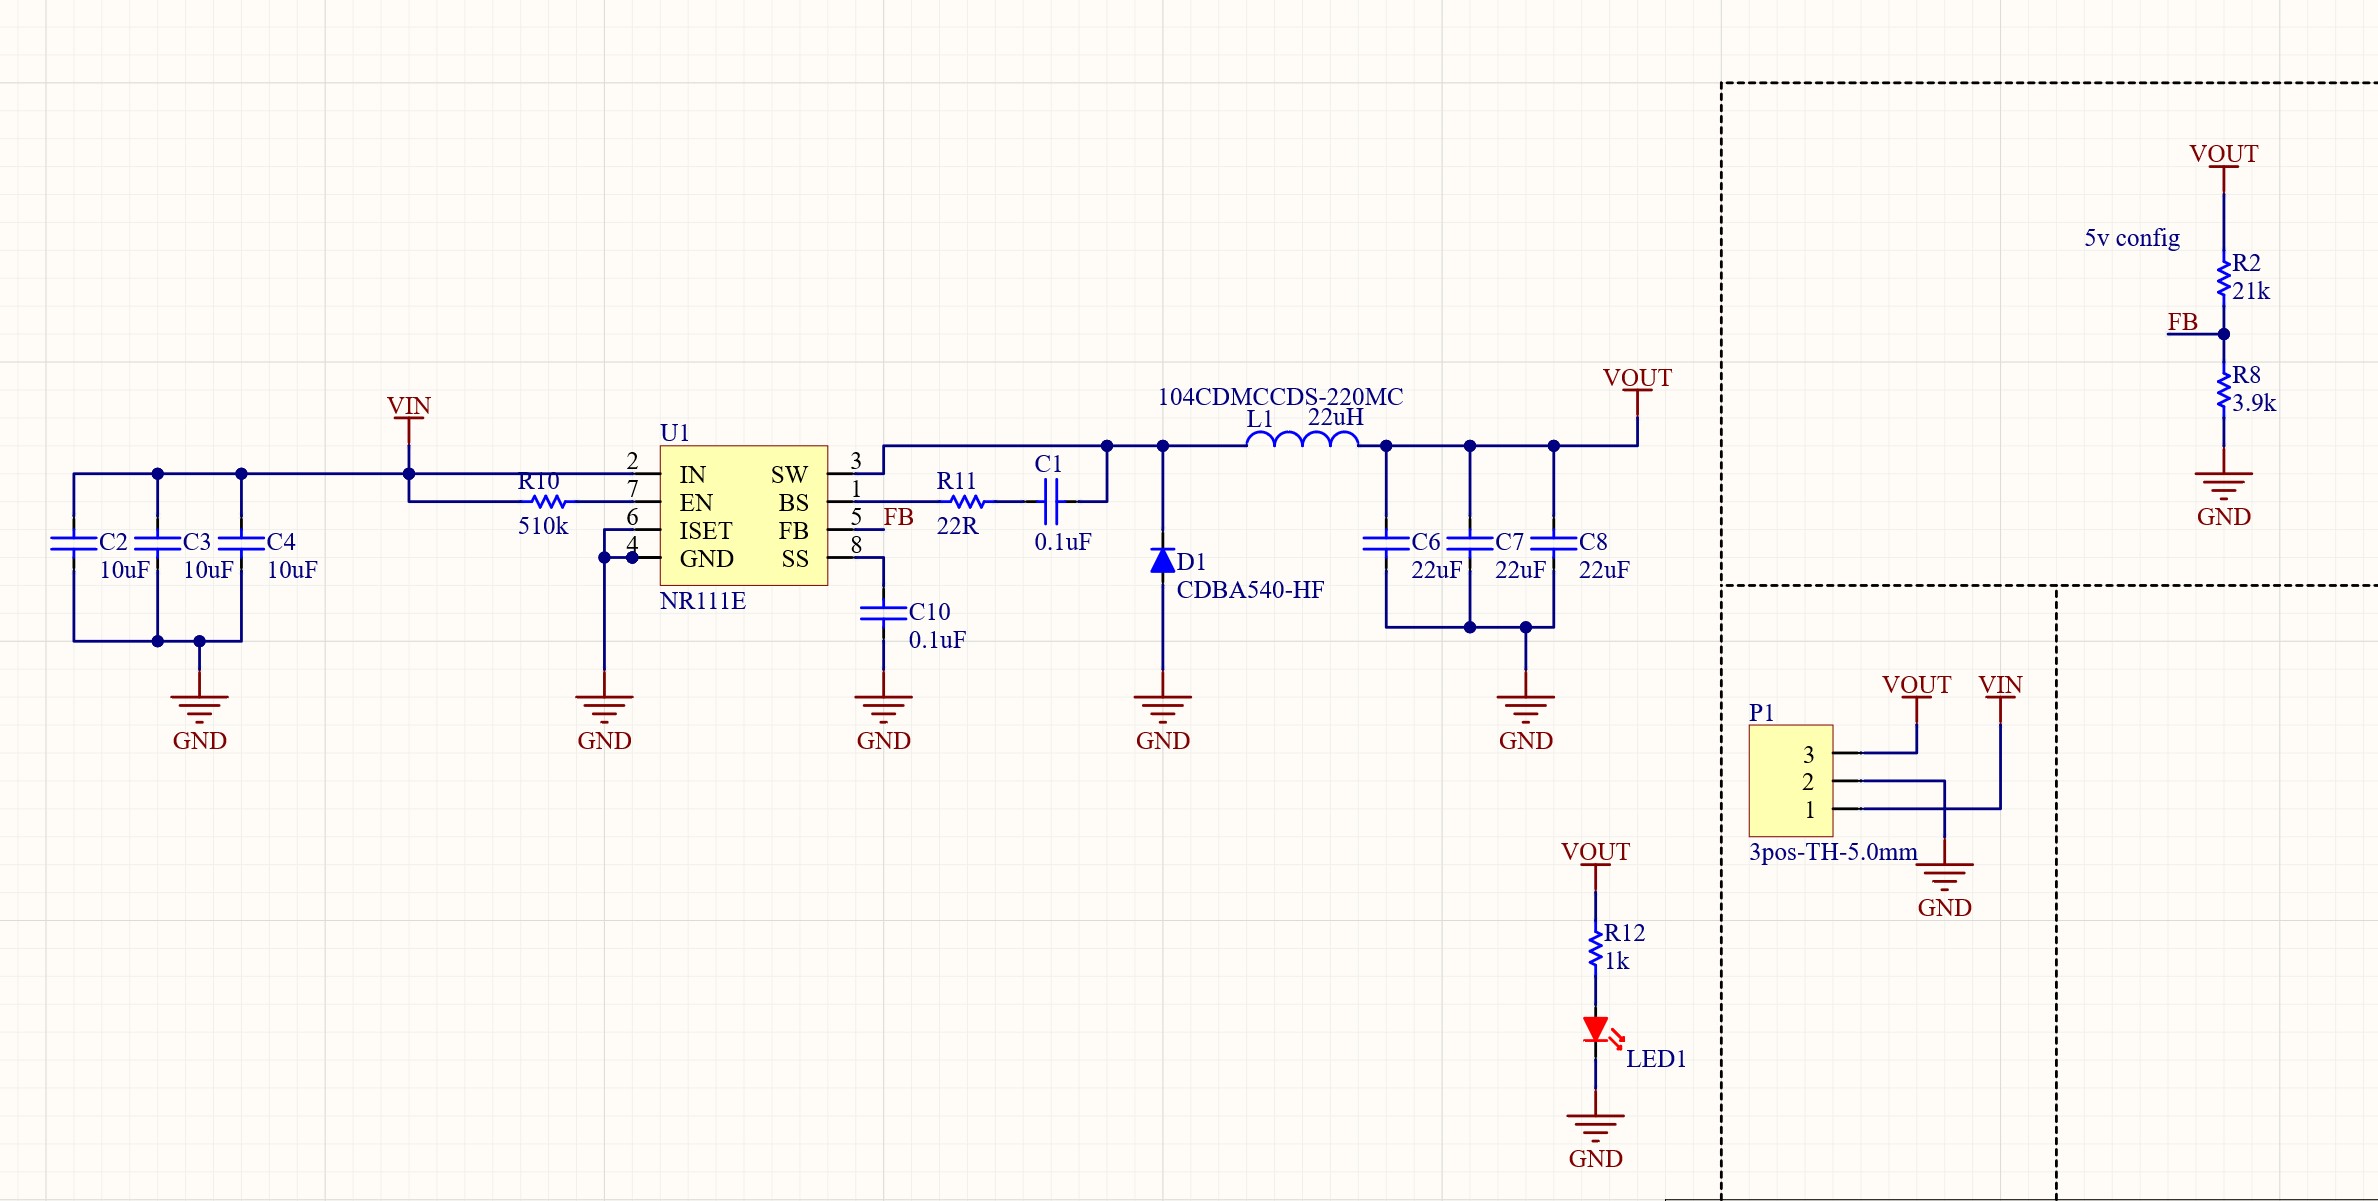 VOUT
5v config
R2
21k
FB
R8
3.9k
GND
VIN
C2
10uF
C3
10uF
C4
10uF
GND
R10
510k
U1
2
7
6
4
IN
EN
ISET
GND
SW
BS
FB
SS
3
1
5
8
NR111E
GND
FB
R11
22R
C1
0.1uF
C10
0.1uF
GND
D1
CDBA540-HF
GND
104CDMCCDS-220MC
L1
22uH
VOUT
C6
22uF
C7
22uF
C8
22uF
GND
VOUT
VIN
P1
3
2
1
3pos-TH-5.0mm
GND
VOUT
R12
1k
LED1
GND